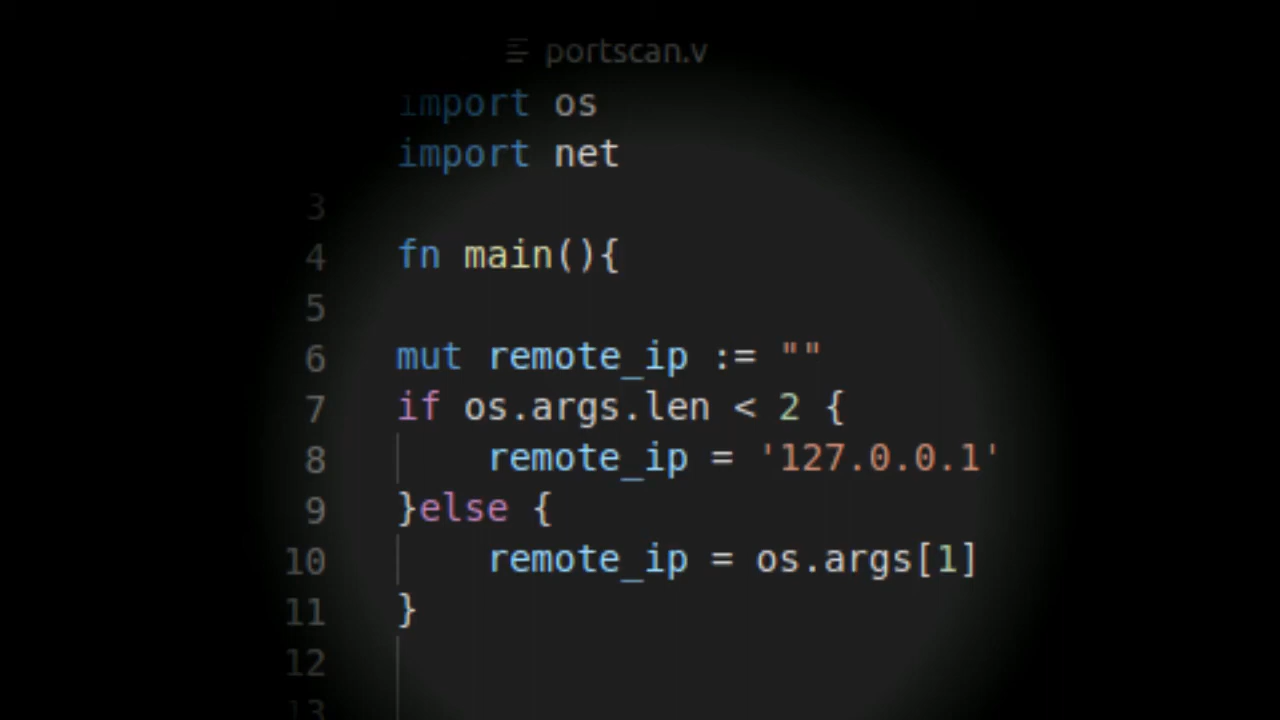 portscan.v
import os
import net
3
4 fn main(){
5
6 mut remote_ip := ""
7 if os.args.len < 2 {
8 remote_ip = '127.0.0.1'
9 }else {
10 remote_ip = os.args[1]
11 }
12
13